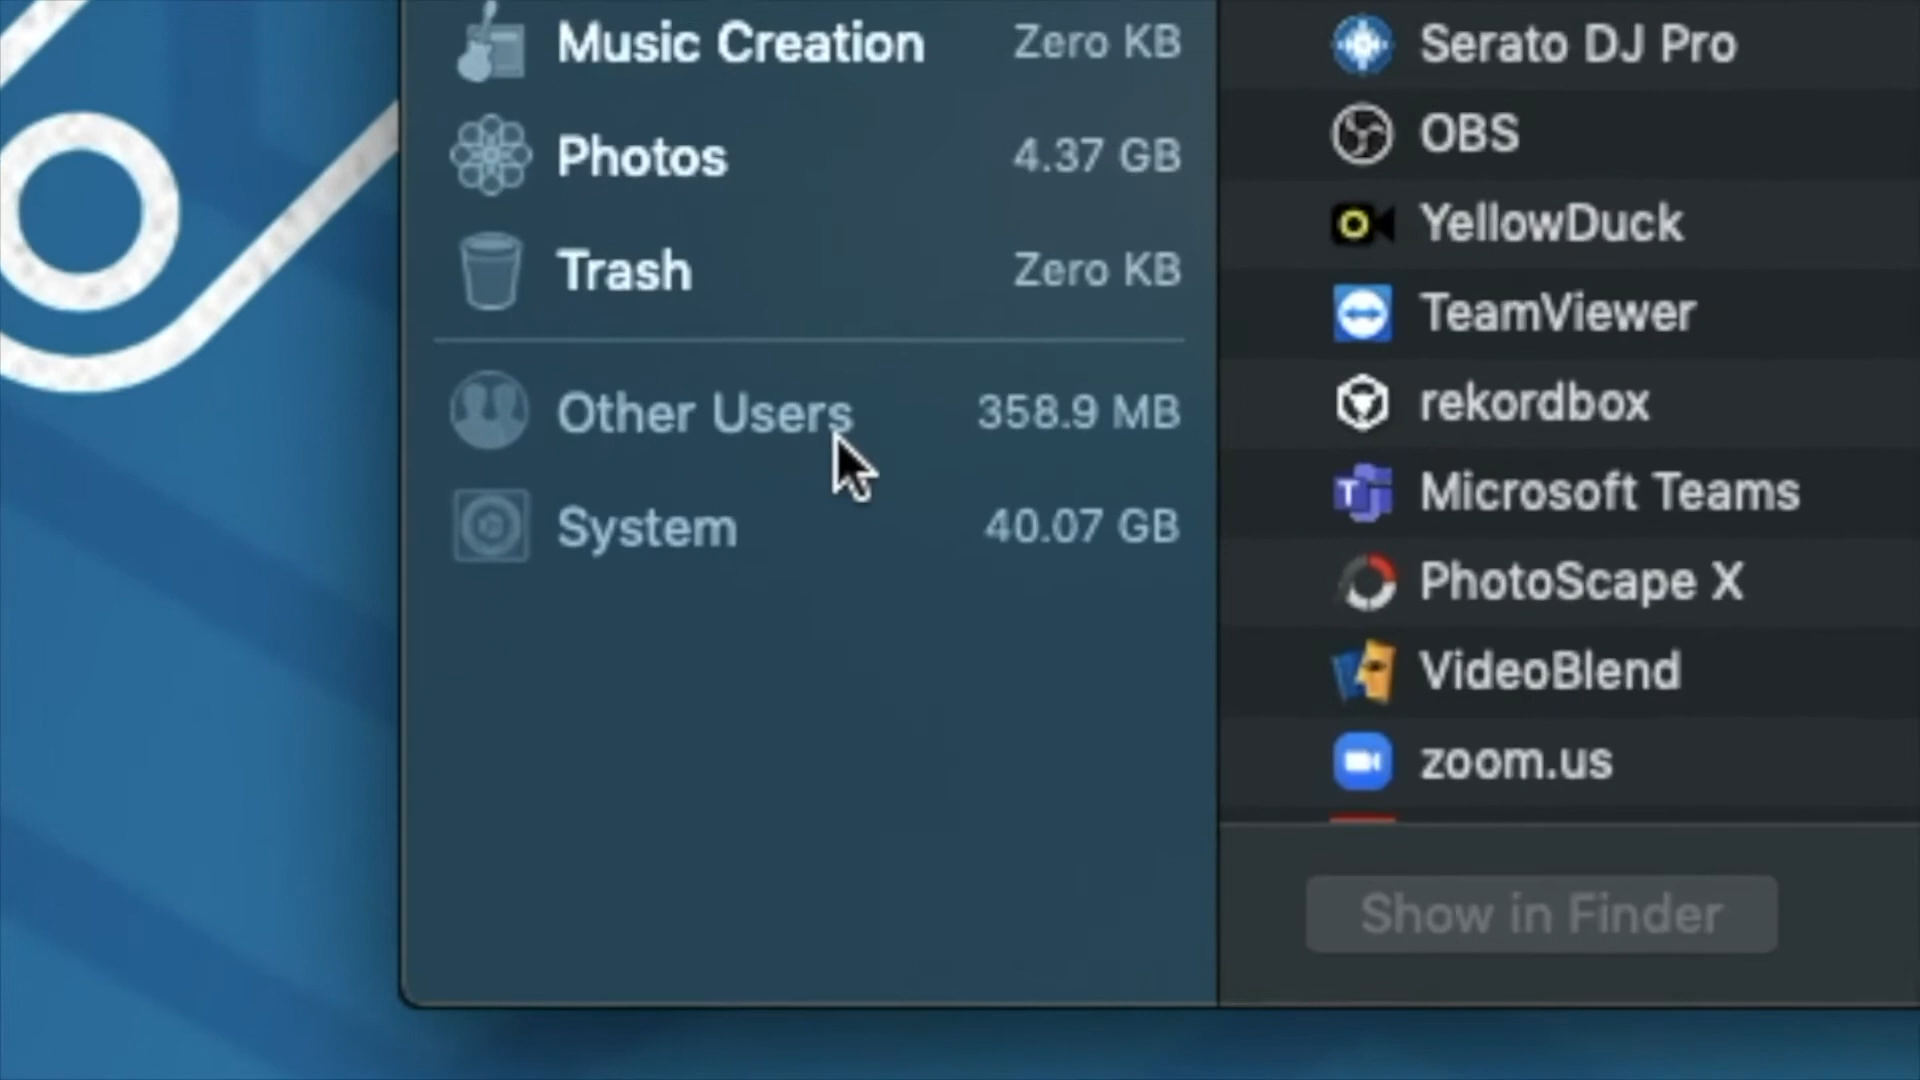 Music Creation Zero KB
Photos 4.37 GB
Trash Zero KB
Other Users 358.9 MB
System 40.07 GB
Serato DJ Pro
OBS
YellowDuck
TeamViewer
rekordbox
Microsoft Teams
PhotoScape X
VideoBlend
zoom.us
Show in Finder